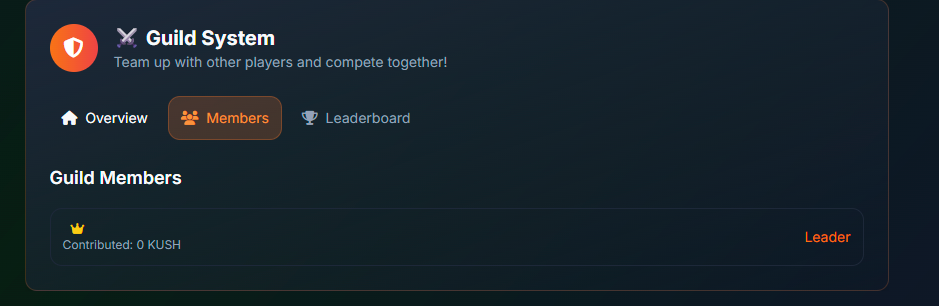 ⚔️ Guild System
Team up with other players and compete together!
Overview Members Leaderboard
Guild Members
Contributed: 0 KUSH
Leader